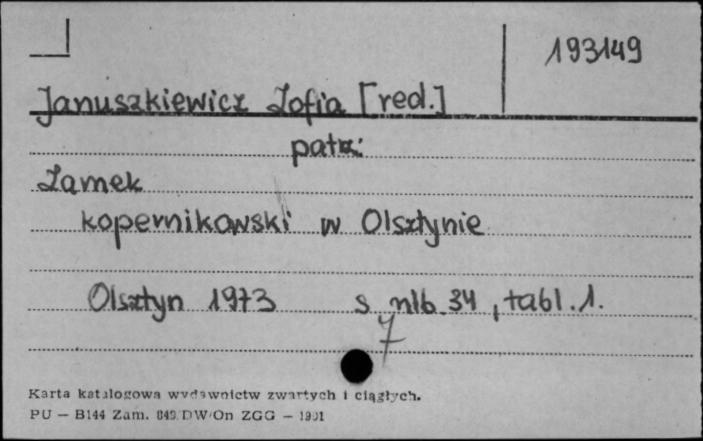 193149
Januszkiewicz Zofia [red.]
patrz:
Zamek
kopernikowski w Olsztynie
Olsztyn 1973 s nlb. 34, tabl. 1.
7
Karta katalogowa wydawnictw zwartych i ciągłych.
PU — B144 Zam. 849/DW/On ZGG —